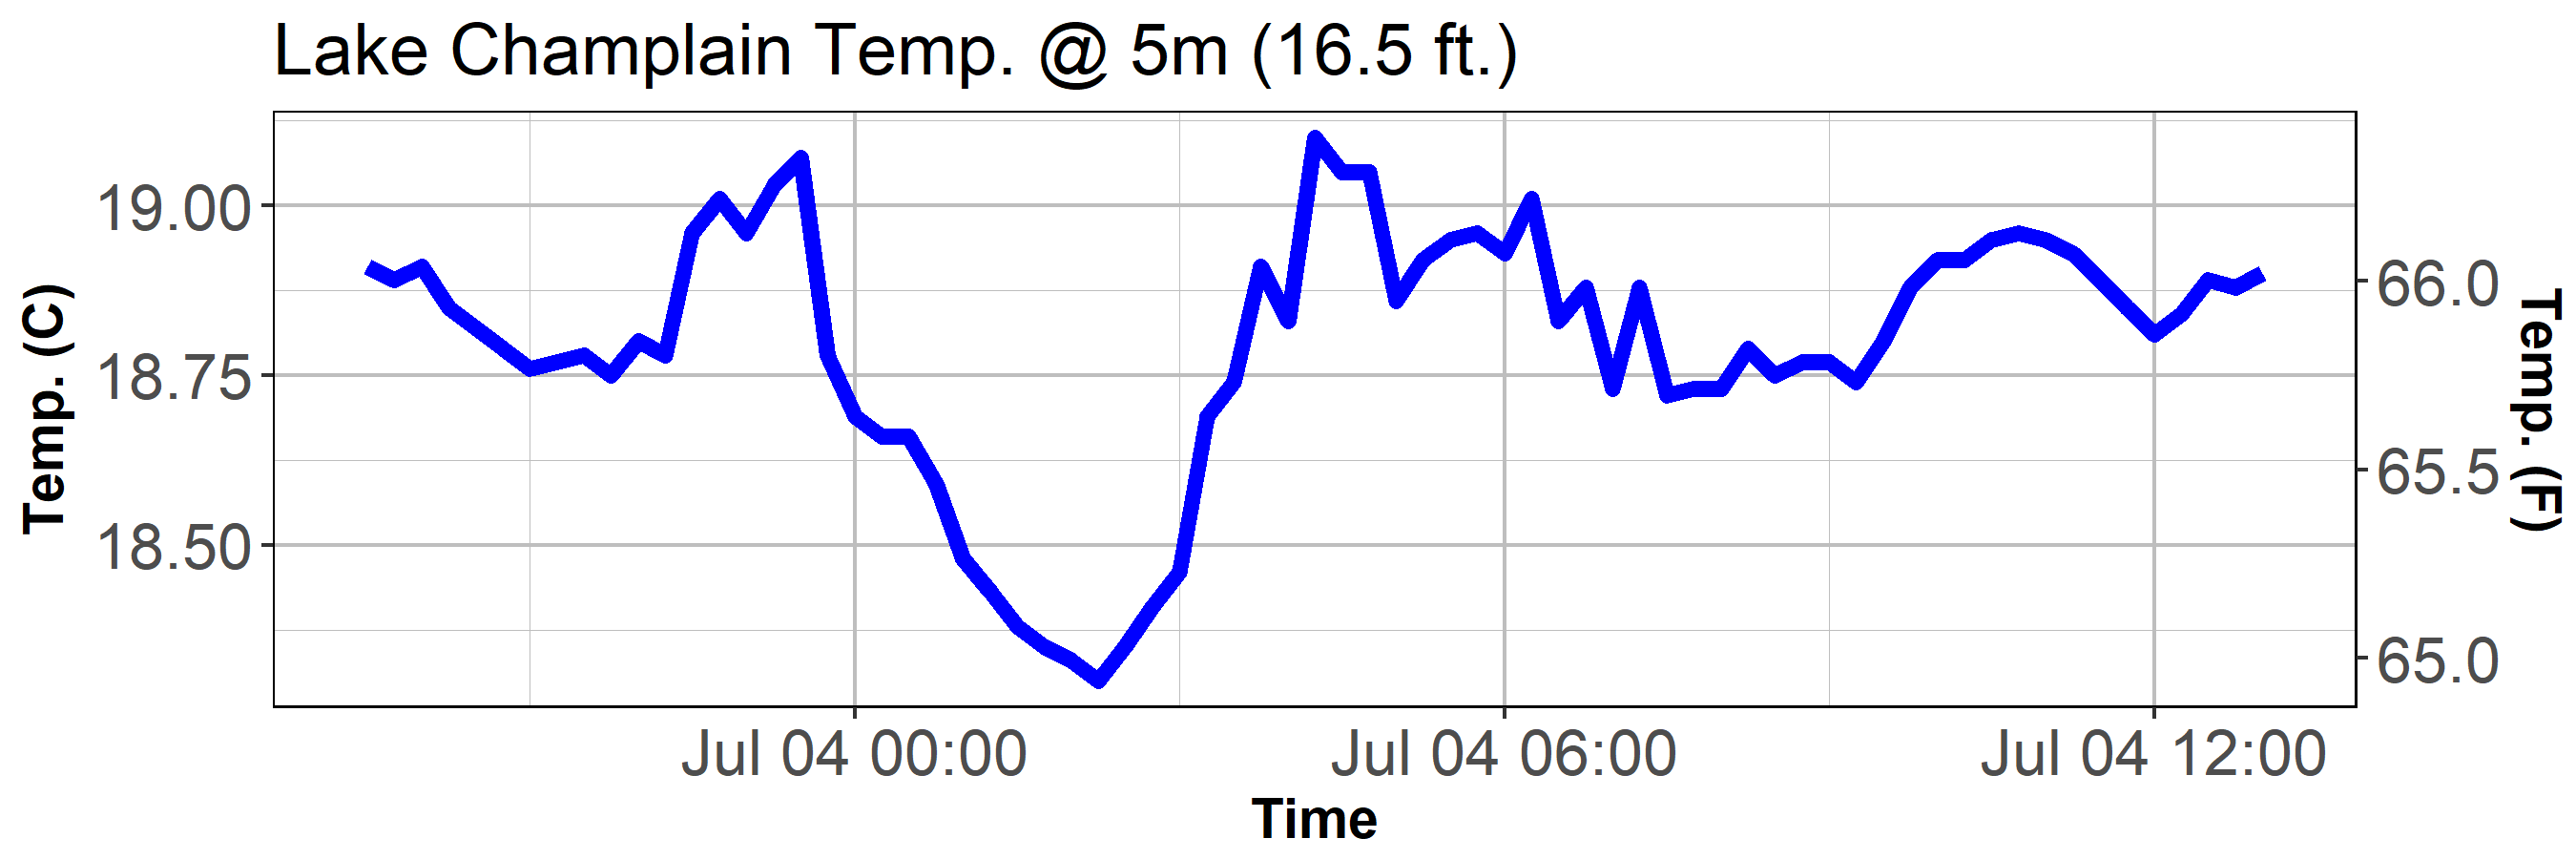 Lake Champlain Temp. @ 5m (16.5 ft.)
Temp. (C)
19.00
18.75
18.50
66.0
65.5
65.0
Temp. (F)
Jul 04 00:00
Jul 04 06:00
Jul 04 12:00
Time